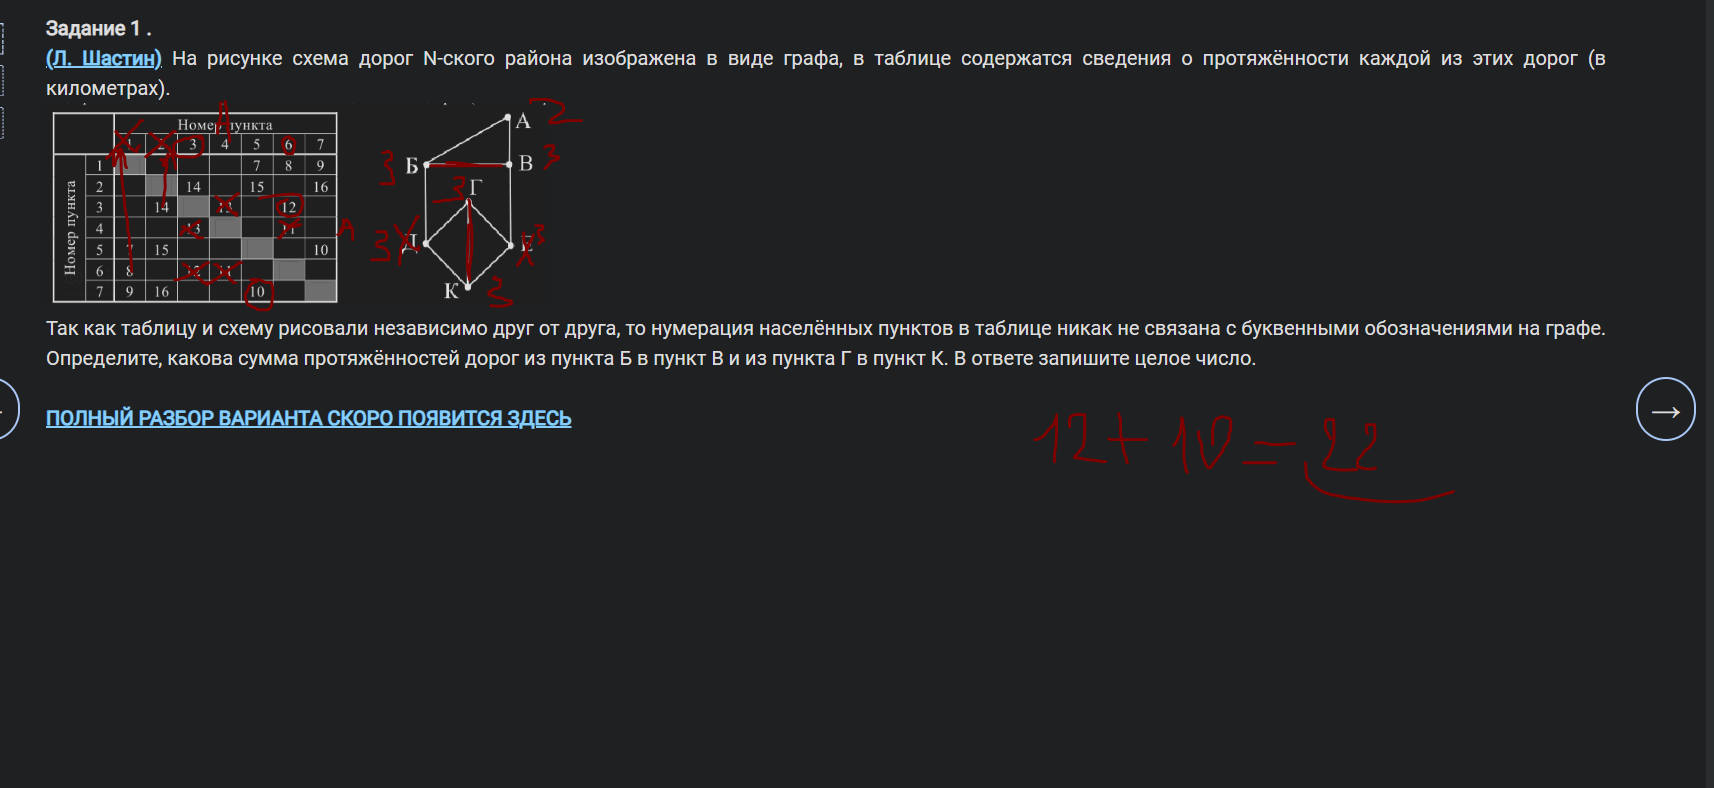 Задание 1 .
(Л. Шастин) На рисунке схема дорог N-ского района изображена в виде графа, в таблице содержатся сведения о протяжённости каждой из этих дорог (в
километрах).
Номер пункта
1 2 3 4 5 6 7
Номер пункта
1 7 8 9
2 14 15 16
3 14 13 12
4 13 11
5 7 15 10
6 8 12 11
7 9 16 10
А 2
3 Б В 3
3 Г
3 Д Е 3
К 3
А
А
Так как таблицу и схему рисовали независимо друг от друга, то нумерация населённых пунктов в таблице никак не связана с буквенными обозначениями на графе.
Определите, какова сумма протяжённостей дорог из пункта Б в пункт В и из пункта Г в пункт К. В ответе запишите целое число.
ПОЛНЫЙ РАЗБОР ВАРИАНТА СКОРО ПОЯВИТСЯ ЗДЕСЬ
12+10=22